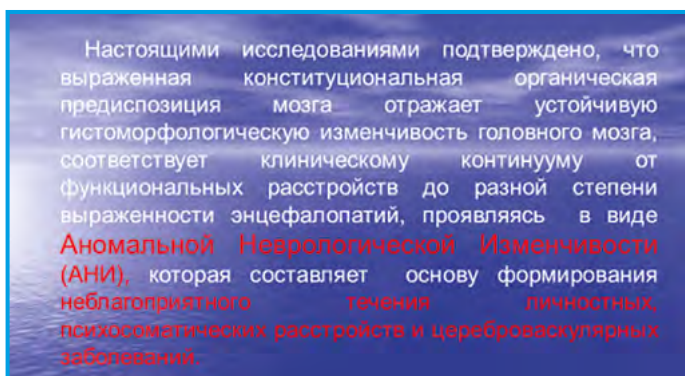 Настоящими исследованиями подтверждено, что
выраженная конституциональная органическая
предиспозиция мозга отражает устойчивую
гистоморфологическую изменчивость головного мозга,
соответствует клиническому континууму от
функциональных расстройств до разной степени
выраженности энцефалопатий, проявляясь в виде
Аномальной Неврологической Изменчивости
(АНИ), которая составляет основу формирования
неблагоприятного течения личностных,
психосоматических расстройств и цереброваскулярных
заболеваний.